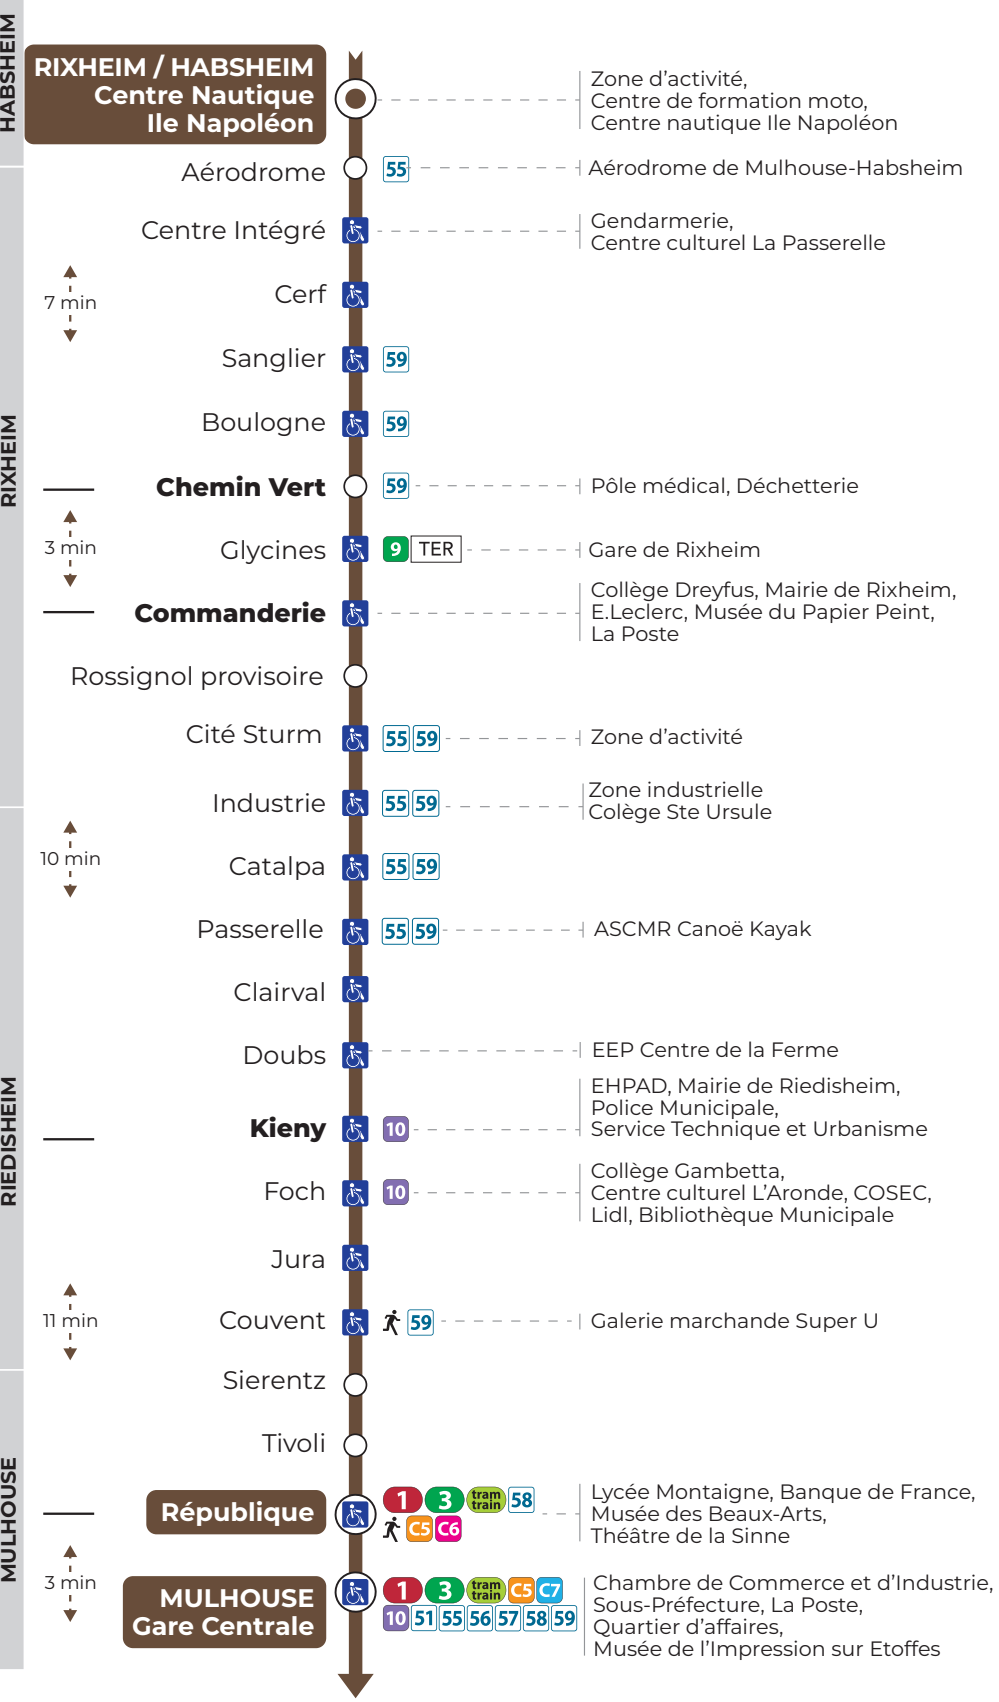 HABSHEIM
RIXHEIM / HABSHEIM
Centre Nautique
Ile Napoléon
Zone d'activité,
Centre de formation moto,
Centre nautique Ile Napoléon
RIXHEIM
Aérodrome 55 Aérodrome de Mulhouse-Habsheim
Centre Intégré
Gendarmerie,
Centre culturel La Passerelle
7 min
Cerf
Sanglier 59
Boulogne 59
Chemin Vert 59 Pôle médical, Déchetterie
3 min
Glycines 9 TER Gare de Rixheim
Commanderie
Collège Dreyfus, Mairie de Rixheim,
E.Leclerc, Musée du Papier Peint,
La Poste
Rossignol provisoire
Cité Sturm 55 59 Zone d'activité
RIEDISHEIM
Industrie 55 59
Zone industrielle
Colège Ste Ursule
10 min
Catalpa 55 59
Passerelle 55 59 ASCMR Canoë Kayak
Clairval
Doubs EEP Centre de la Ferme
Kieny 10
EHPAD, Mairie de Riedisheim,
Police Municipale,
Service Technique et Urbanisme
Foch 10
Collège Gambetta,
Centre culturel L'Aronde, COSEC,
Lidl, Bibliothèque Municipale
Jura
11 min
Couvent 59 Galerie marchande Super U
MULHOUSE
Sierentz
Tivoli
République
1 3 tram train 58
C5 C6
Lycée Montaigne, Banque de France,
Musée des Beaux-Arts,
Théâtre de la Sinne
3 min
MULHOUSE
Gare Centrale
1 3 tram train C5 C7
10 51 55 56 57 58 59
Chambre de Commerce et d'Industrie,
Sous-Préfecture, La Poste,
Quartier d'affaires,
Musée de l'Impression sur Etoffes